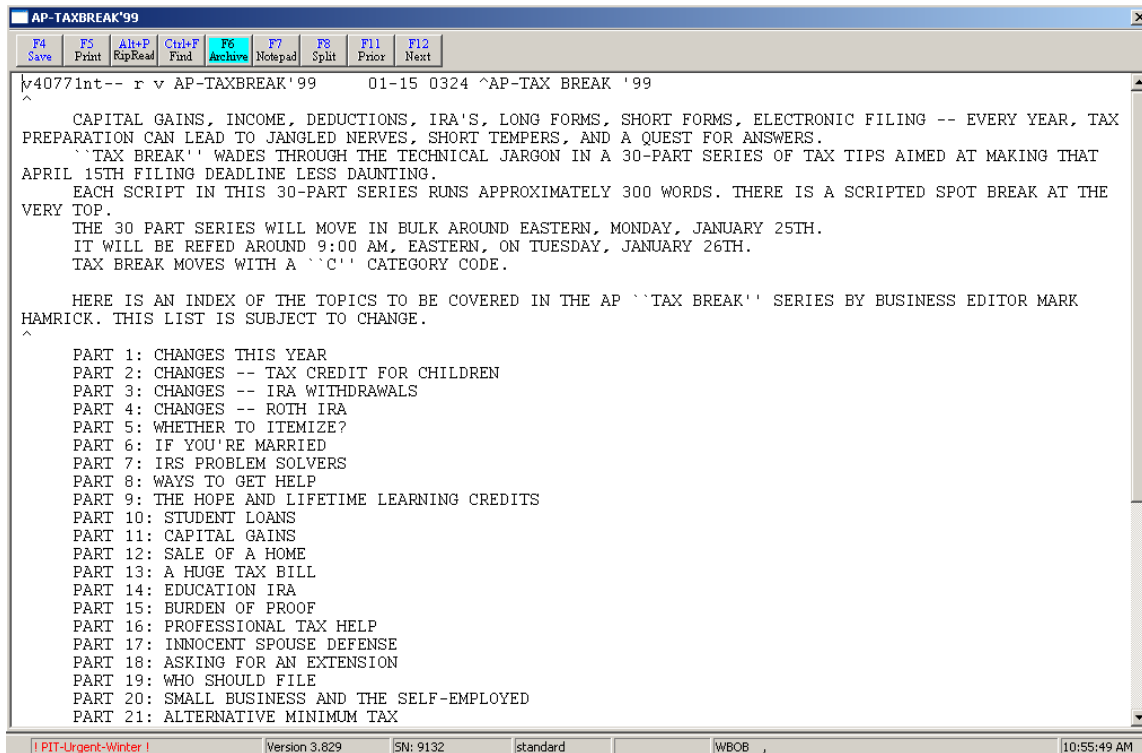 AP-TAXBREAK'99
F4 Save F5 Print Alt+P RipRead Ctrl+F Find F6 Archive F7 Notepad F8 Split F11 Prior F12 Next
v40771nt-- r v AP-TAXBREAK'99 01-15 0324 ^AP-TAX BREAK '99
^
CAPITAL GAINS, INCOME, DEDUCTIONS, IRA'S, LONG FORMS, SHORT FORMS, ELECTRONIC FILING -- EVERY YEAR, TAX
PREPARATION CAN LEAD TO JANGLED NERVES, SHORT TEMPERS, AND A QUEST FOR ANSWERS.
``TAX BREAK'' WADES THROUGH THE TECHNICAL JARGON IN A 30-PART SERIES OF TAX TIPS AIMED AT MAKING THAT
APRIL 15TH FILING DEADLINE LESS DAUNTING.
EACH SCRIPT IN THIS 30-PART SERIES RUNS APPROXIMATELY 300 WORDS. THERE IS A SCRIPTED SPOT BREAK AT THE
VERY TOP.
THE 30 PART SERIES WILL MOVE IN BULK AROUND EASTERN, MONDAY, JANUARY 25TH.
IT WILL BE REFED AROUND 9:00 AM, EASTERN, ON TUESDAY, JANUARY 26TH.
TAX BREAK MOVES WITH A ``C'' CATEGORY CODE.
HERE IS AN INDEX OF THE TOPICS TO BE COVERED IN THE AP ``TAX BREAK'' SERIES BY BUSINESS EDITOR MARK
HAMRICK. THIS LIST IS SUBJECT TO CHANGE.
^
PART 1: CHANGES THIS YEAR
PART 2: CHANGES -- TAX CREDIT FOR CHILDREN
PART 3: CHANGES -- IRA WITHDRAWALS
PART 4: CHANGES -- ROTH IRA
PART 5: WHETHER TO ITEMIZE?
PART 6: IF YOU'RE MARRIED
PART 7: IRS PROBLEM SOLVERS
PART 8: WAYS TO GET HELP
PART 9: THE HOPE AND LIFETIME LEARNING CREDITS
PART 10: STUDENT LOANS
PART 11: CAPITAL GAINS
PART 12: SALE OF A HOME
PART 13: A HUGE TAX BILL
PART 14: EDUCATION IRA
PART 15: BURDEN OF PROOF
PART 16: PROFESSIONAL TAX HELP
PART 17: INNOCENT SPOUSE DEFENSE
PART 18: ASKING FOR AN EXTENSION
PART 19: WHO SHOULD FILE
PART 20: SMALL BUSINESS AND THE SELF-EMPLOYED
PART 21: ALTERNATIVE MINIMUM TAX
! PIT-Urgent-Winter ! Version 3.829 SN: 9132 standard WBOB , 10:55:49 AM